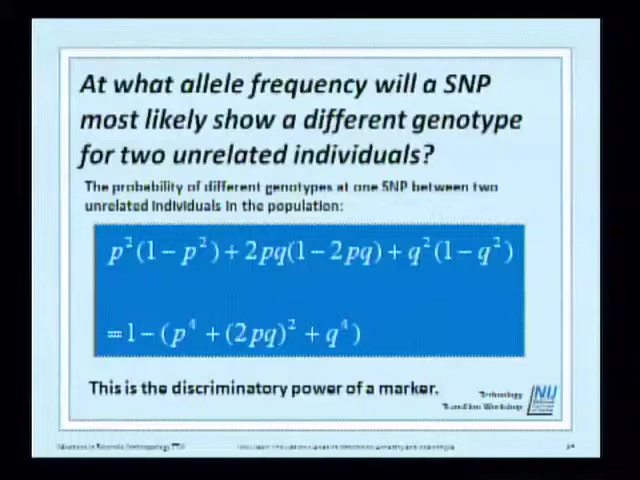 At what allele frequency will a SNP
most likely show a different genotype
for two unrelated individuals?
The probability of different genotypes at one SNP between two
unrelated individuals in the population:
p²(1 − p²) + 2pq(1 − 2pq) + q²(1 − q²)
= 1 − (p⁴ + (2pq)² + q⁴)
This is the discriminatory power of a marker.
Technology
Transition Workshop
NIJ